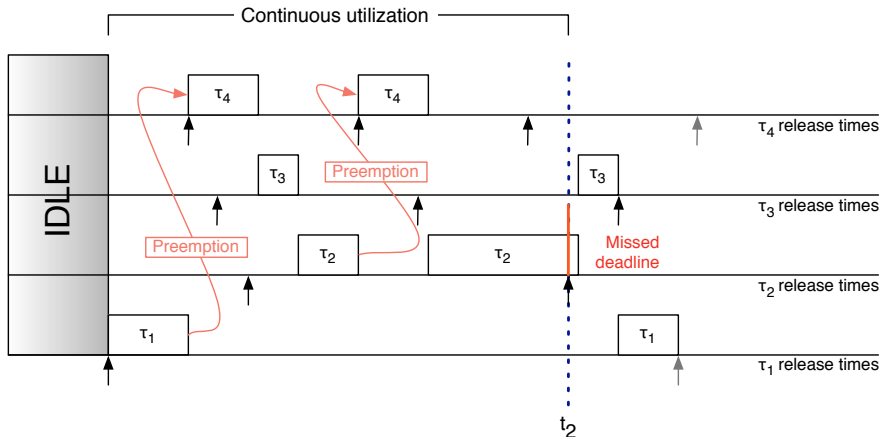 Continuous utilization
τ4
τ4
τ4 release times
IDLE
τ3
Preemption
τ3
τ3 release times
Preemption
τ2
τ2
Missed
deadline
τ2 release times
τ1
τ1
τ1 release times
t2